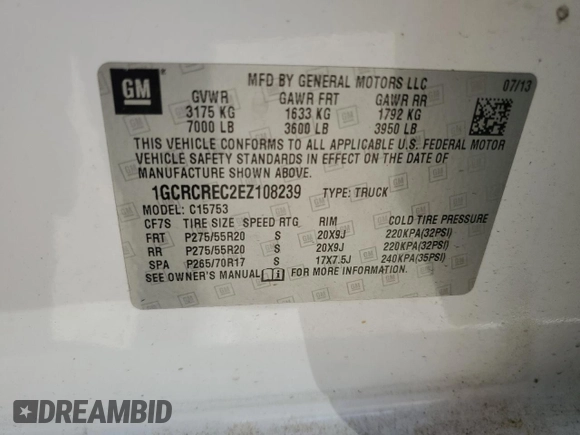 GM
MFD BY GENERAL MOTORS LLC 07/13
GVWR GAWR FRT GAWR RR
3175 KG 1633 KG 1792 KG
7000 LB 3600 LB 3950 LB
THIS VEHICLE CONFORMS TO ALL APPLICABLE U.S. FEDERAL MOTOR
VEHICLE SAFETY STANDARDS IN EFFECT ON THE DATE OF
MANUFACTURE SHOWN ABOVE.
1GCRCREC2EZ108239 TYPE: TRUCK
MODEL: C15753
CF7S TIRE SIZE SPEED RTG RIM COLD TIRE PRESSURE
FRT P275/55R20 S 20X9J 220KPA(32PSI)
RR P275/55R20 S 20X9J 220KPA(32PSI)
SPA P265/70R17 S 17X7.5J 240KPA(35PSI)
SEE OWNER'S MANUAL FOR MORE INFORMATION.
DREAMBID